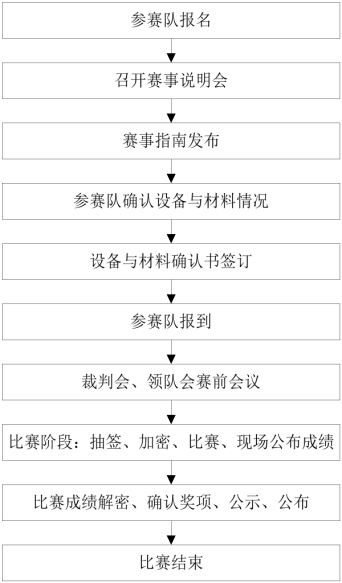 参赛队报名
召开赛事说明会
赛事指南发布
参赛队确认设备与材料情况
设备与材料确认书签订
参赛队报到
裁判会、领队会赛前会议
比赛阶段：抽签、加密、比赛、现场公布成绩
比赛成绩解密、确认奖项、公示、公布
比赛结束